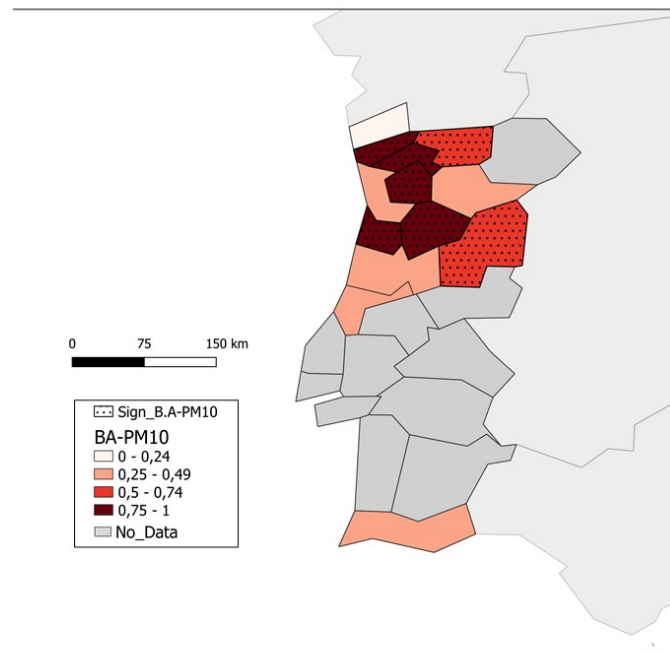 0 75 150 km
Sign_B.A-PM10
BA-PM10
0 - 0,24
0,25 - 0,49
0,5 - 0,74
0,75 - 1
No_Data